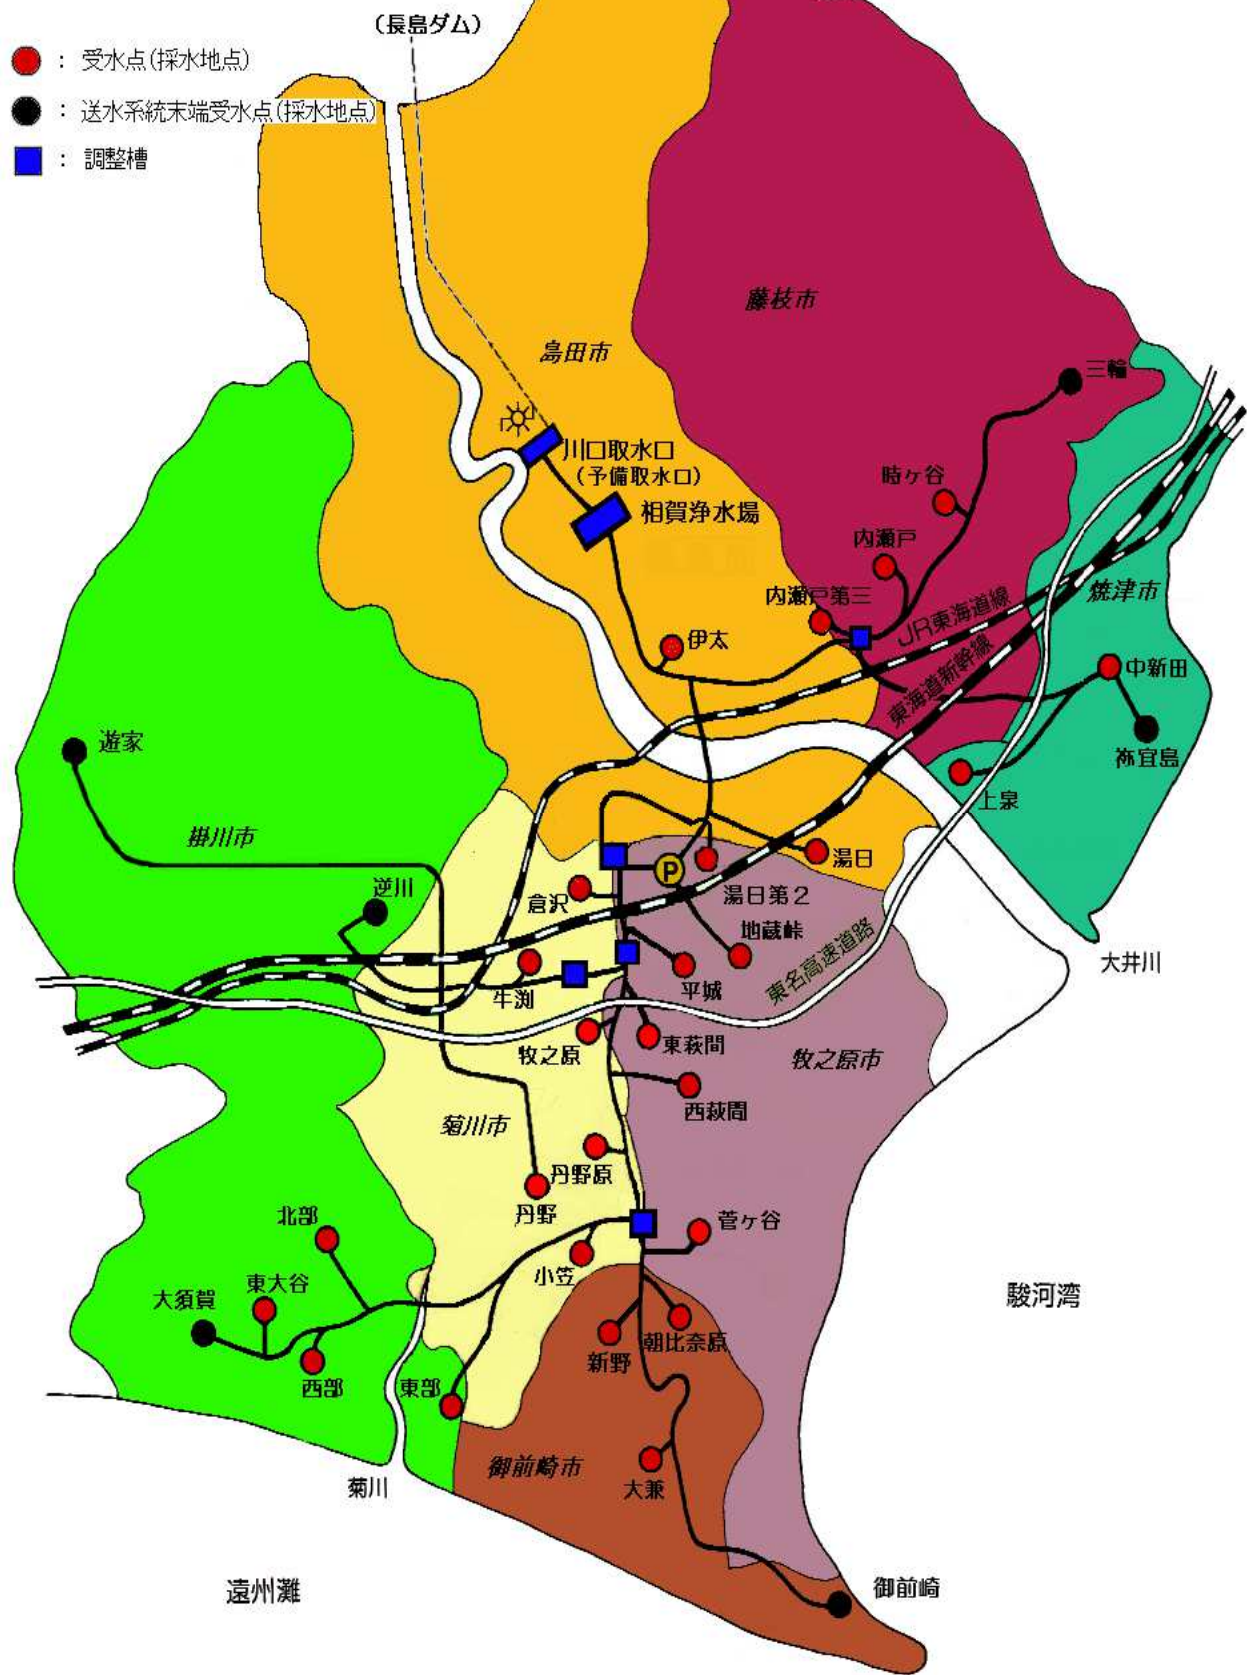 (長島ダム)
: 受水点(採水地点)
: 送水系統末端受水点(採水地点)
: 調整槽
藤枝市
島田市
三輪
川口取水口
(予備取水口)
相賀浄水場
時ヶ谷
内瀬戸
内瀬戸第三
JR東海道線
焼津市
伊太
東海道新幹線
中新田
祢宜島
遊家
上泉
掛川市
湯日
P
逆川
倉沢
湯日第2
地蔵峠
東名高速道路
大井川
平城
牛渕
牧之原
東萩間
牧之原市
西萩間
菊川市
丹野原
丹野
北部
菅ヶ谷
小笠
東大谷
大須賀
駿河湾
朝比奈原
新野
西部
東部
御前崎市
大兼
菊川
遠州灘
御前崎